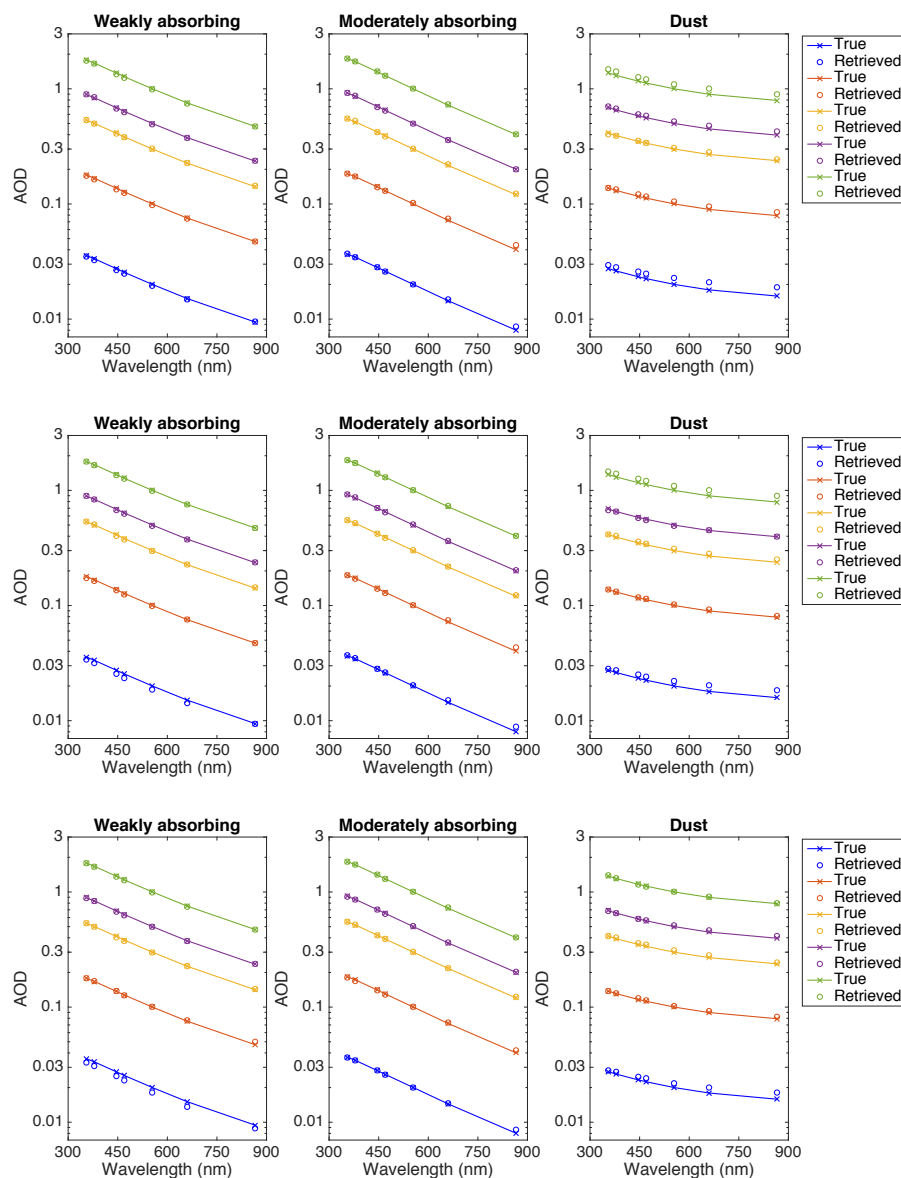 Weakly absorbing
Moderately absorbing
Dust
3
1
0.3
0.1
0.03
0.01
AOD
300 450 600 750 900
Wavelength (nm)
3
1
0.3
0.1
0.03
0.01
AOD
300 450 600 750 900
Wavelength (nm)
3
1
0.3
0.1
0.03
0.01
AOD
300 450 600 750 900
Wavelength (nm)
True
Retrieved
True
Retrieved
True
Retrieved
True
Retrieved
True
Retrieved
Weakly absorbing
Moderately absorbing
Dust
3
1
0.3
0.1
0.03
0.01
AOD
300 450 600 750 900
Wavelength (nm)
3
1
0.3
0.1
0.03
0.01
AOD
300 450 600 750 900
Wavelength (nm)
3
1
0.3
0.1
0.03
0.01
AOD
300 450 600 750 900
Wavelength (nm)
True
Retrieved
True
Retrieved
True
Retrieved
True
Retrieved
True
Retrieved
Weakly absorbing
Moderately absorbing
Dust
3
1
0.3
0.1
0.03
0.01
AOD
300 450 600 750 900
Wavelength (nm)
3
1
0.3
0.1
0.03
0.01
AOD
300 450 600 750 900
Wavelength (nm)
3
1
0.3
0.1
0.03
0.01
AOD
300 450 600 750 900
Wavelength (nm)
True
Retrieved
True
Retrieved
True
Retrieved
True
Retrieved
True
Retrieved